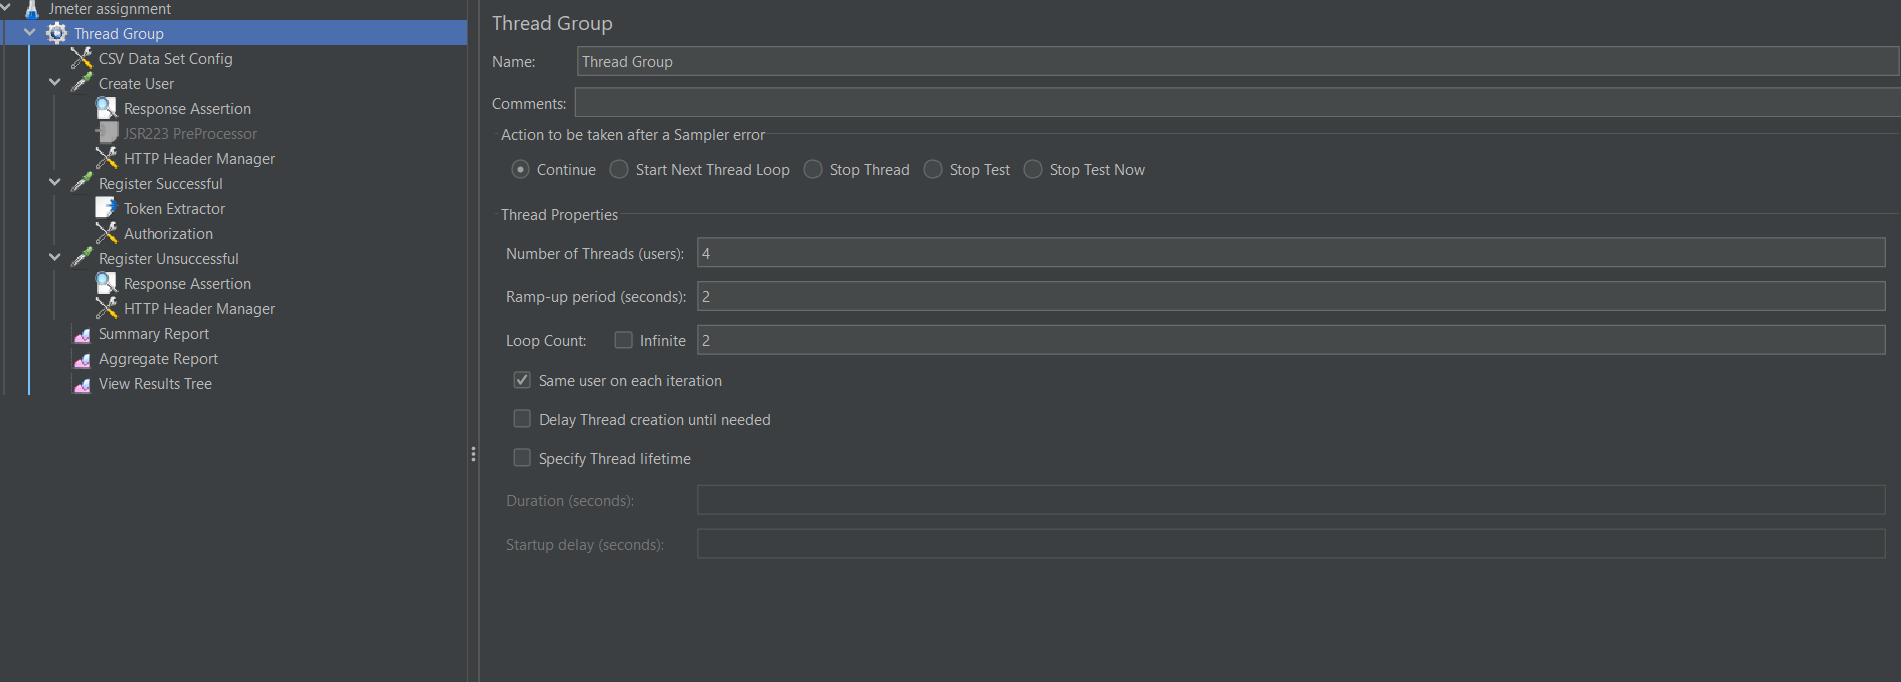 Jmeter assignment
Thread Group
CSV Data Set Config
Create User
Response Assertion
JSR223 PreProcessor
HTTP Header Manager
Register Successful
Token Extractor
Authorization
Register Unsuccessful
Response Assertion
HTTP Header Manager
Summary Report
Aggregate Report
View Results Tree
Thread Group
Name: Thread Group
Comments:
Action to be taken after a Sampler error
Continue Start Next Thread Loop Stop Thread Stop Test Stop Test Now
Thread Properties
Number of Threads (users): 4
Ramp-up period (seconds): 2
Loop Count: Infinite 2
Same user on each iteration
Delay Thread creation until needed
Specify Thread lifetime
Duration (seconds):
Startup delay (seconds):